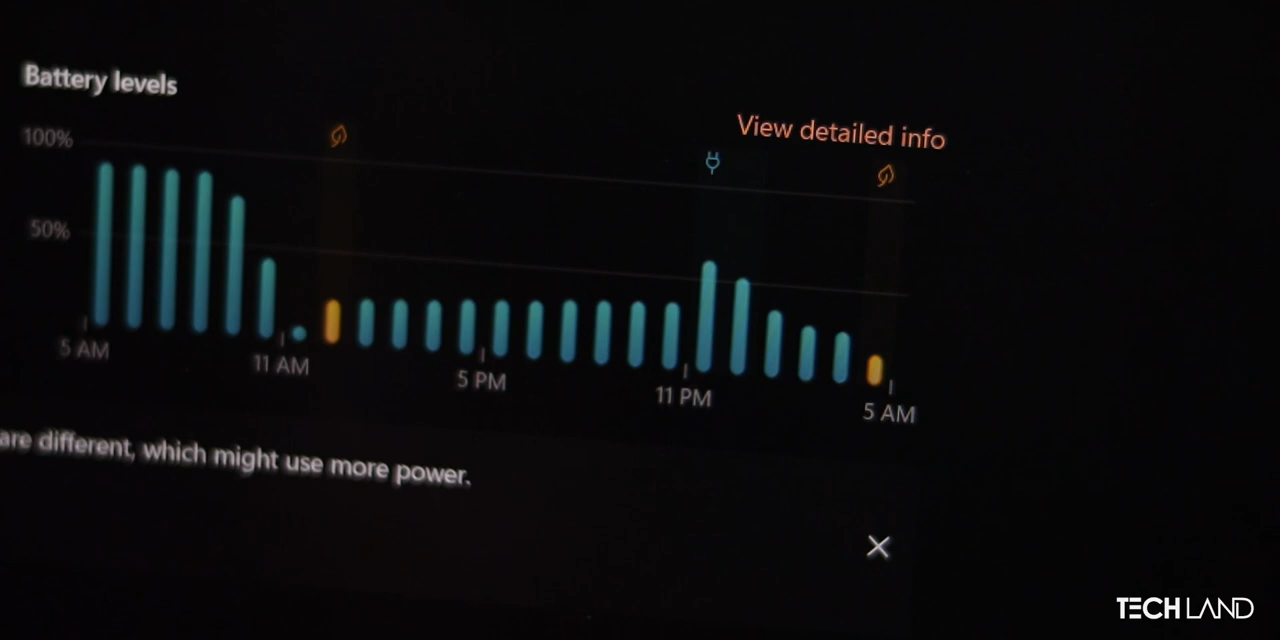 Battery levels
View detailed info
100%
50%
5 AM
11 AM
5 PM
11 PM
5 AM
are different, which might use more power.
TECHLAND